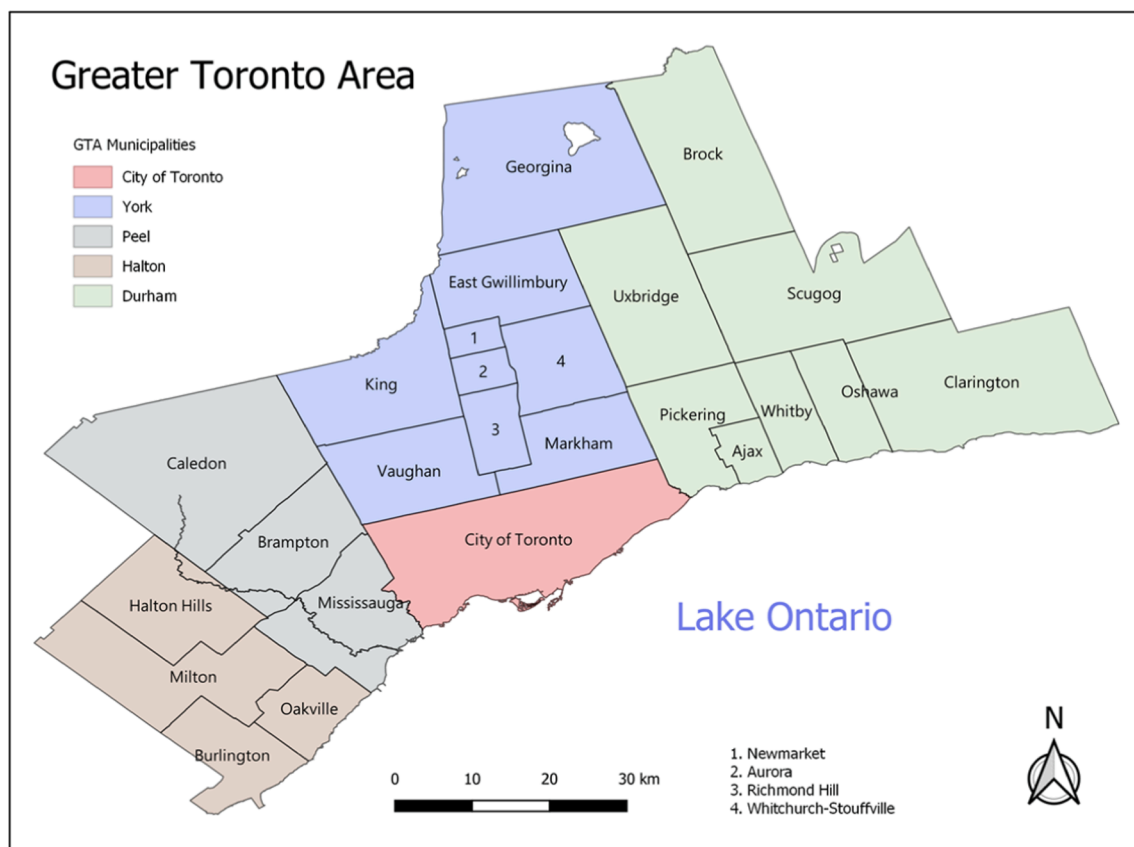 Greater Toronto Area
GTA Municipalities
City of Toronto
York
Peel
Halton
Durham
Georgina
Brock
East Gwillimbury
Uxbridge
Scugog
1
2
4
3
King
Pickering
Whitby
Oshawa
Clarington
Ajax
Markham
Vaughan
Caledon
City of Toronto
Brampton
Halton Hills
Mississauga
Lake Ontario
Milton
Oakville
Burlington
0 10 20 30 km
1. Newmarket
2. Aurora
3. Richmond Hill
4. Whitchurch-Stouffville
N